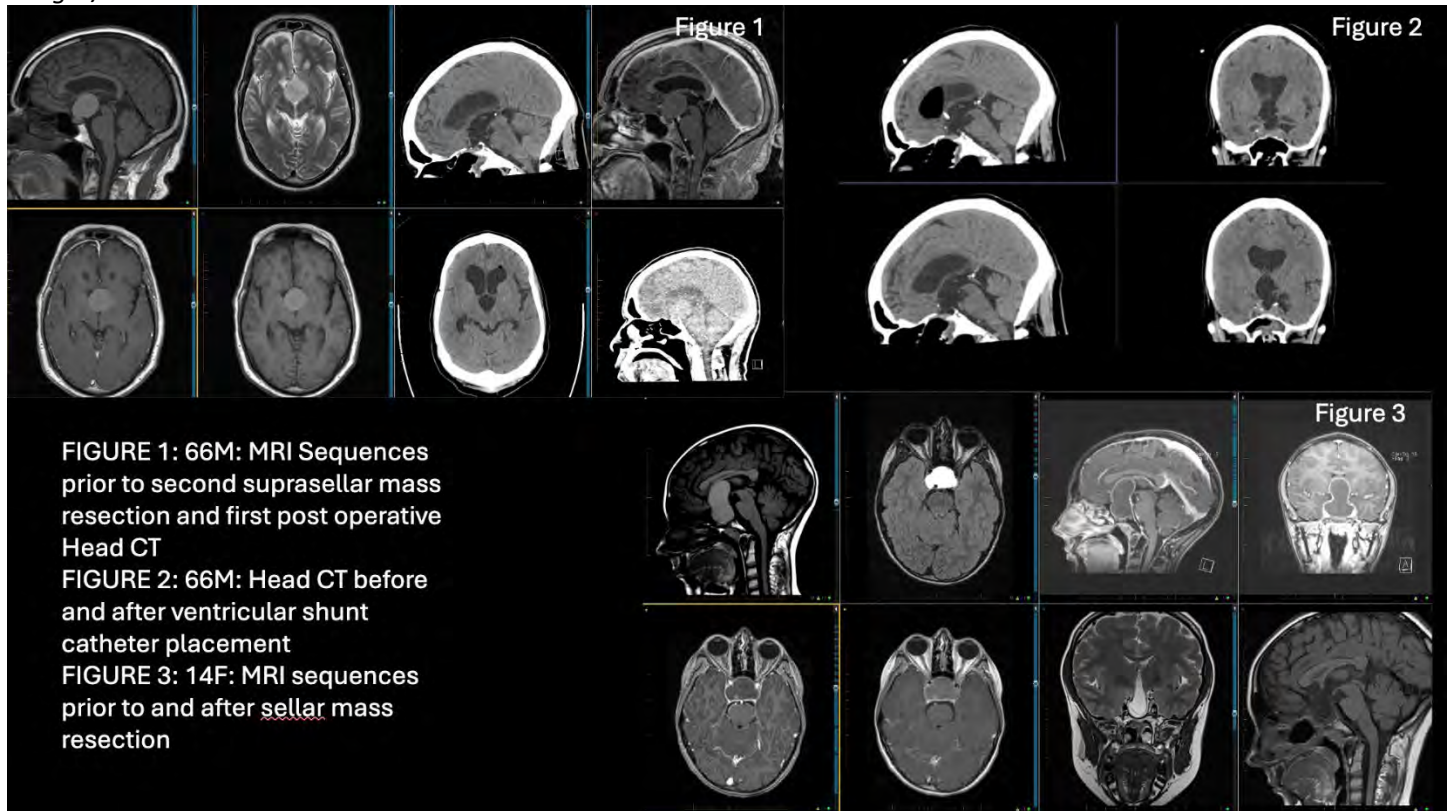 Figure 1
Figure 2
FIGURE 1: 66M: MRI Sequences
prior to second suprasellar mass
resection and first post operative
Head CT
FIGURE 2: 66M: Head CT before
and after ventricular shunt
catheter placement
FIGURE 3: 14F: MRI sequences
prior to and after sellar mass
resection
Figure 3
L
A
L